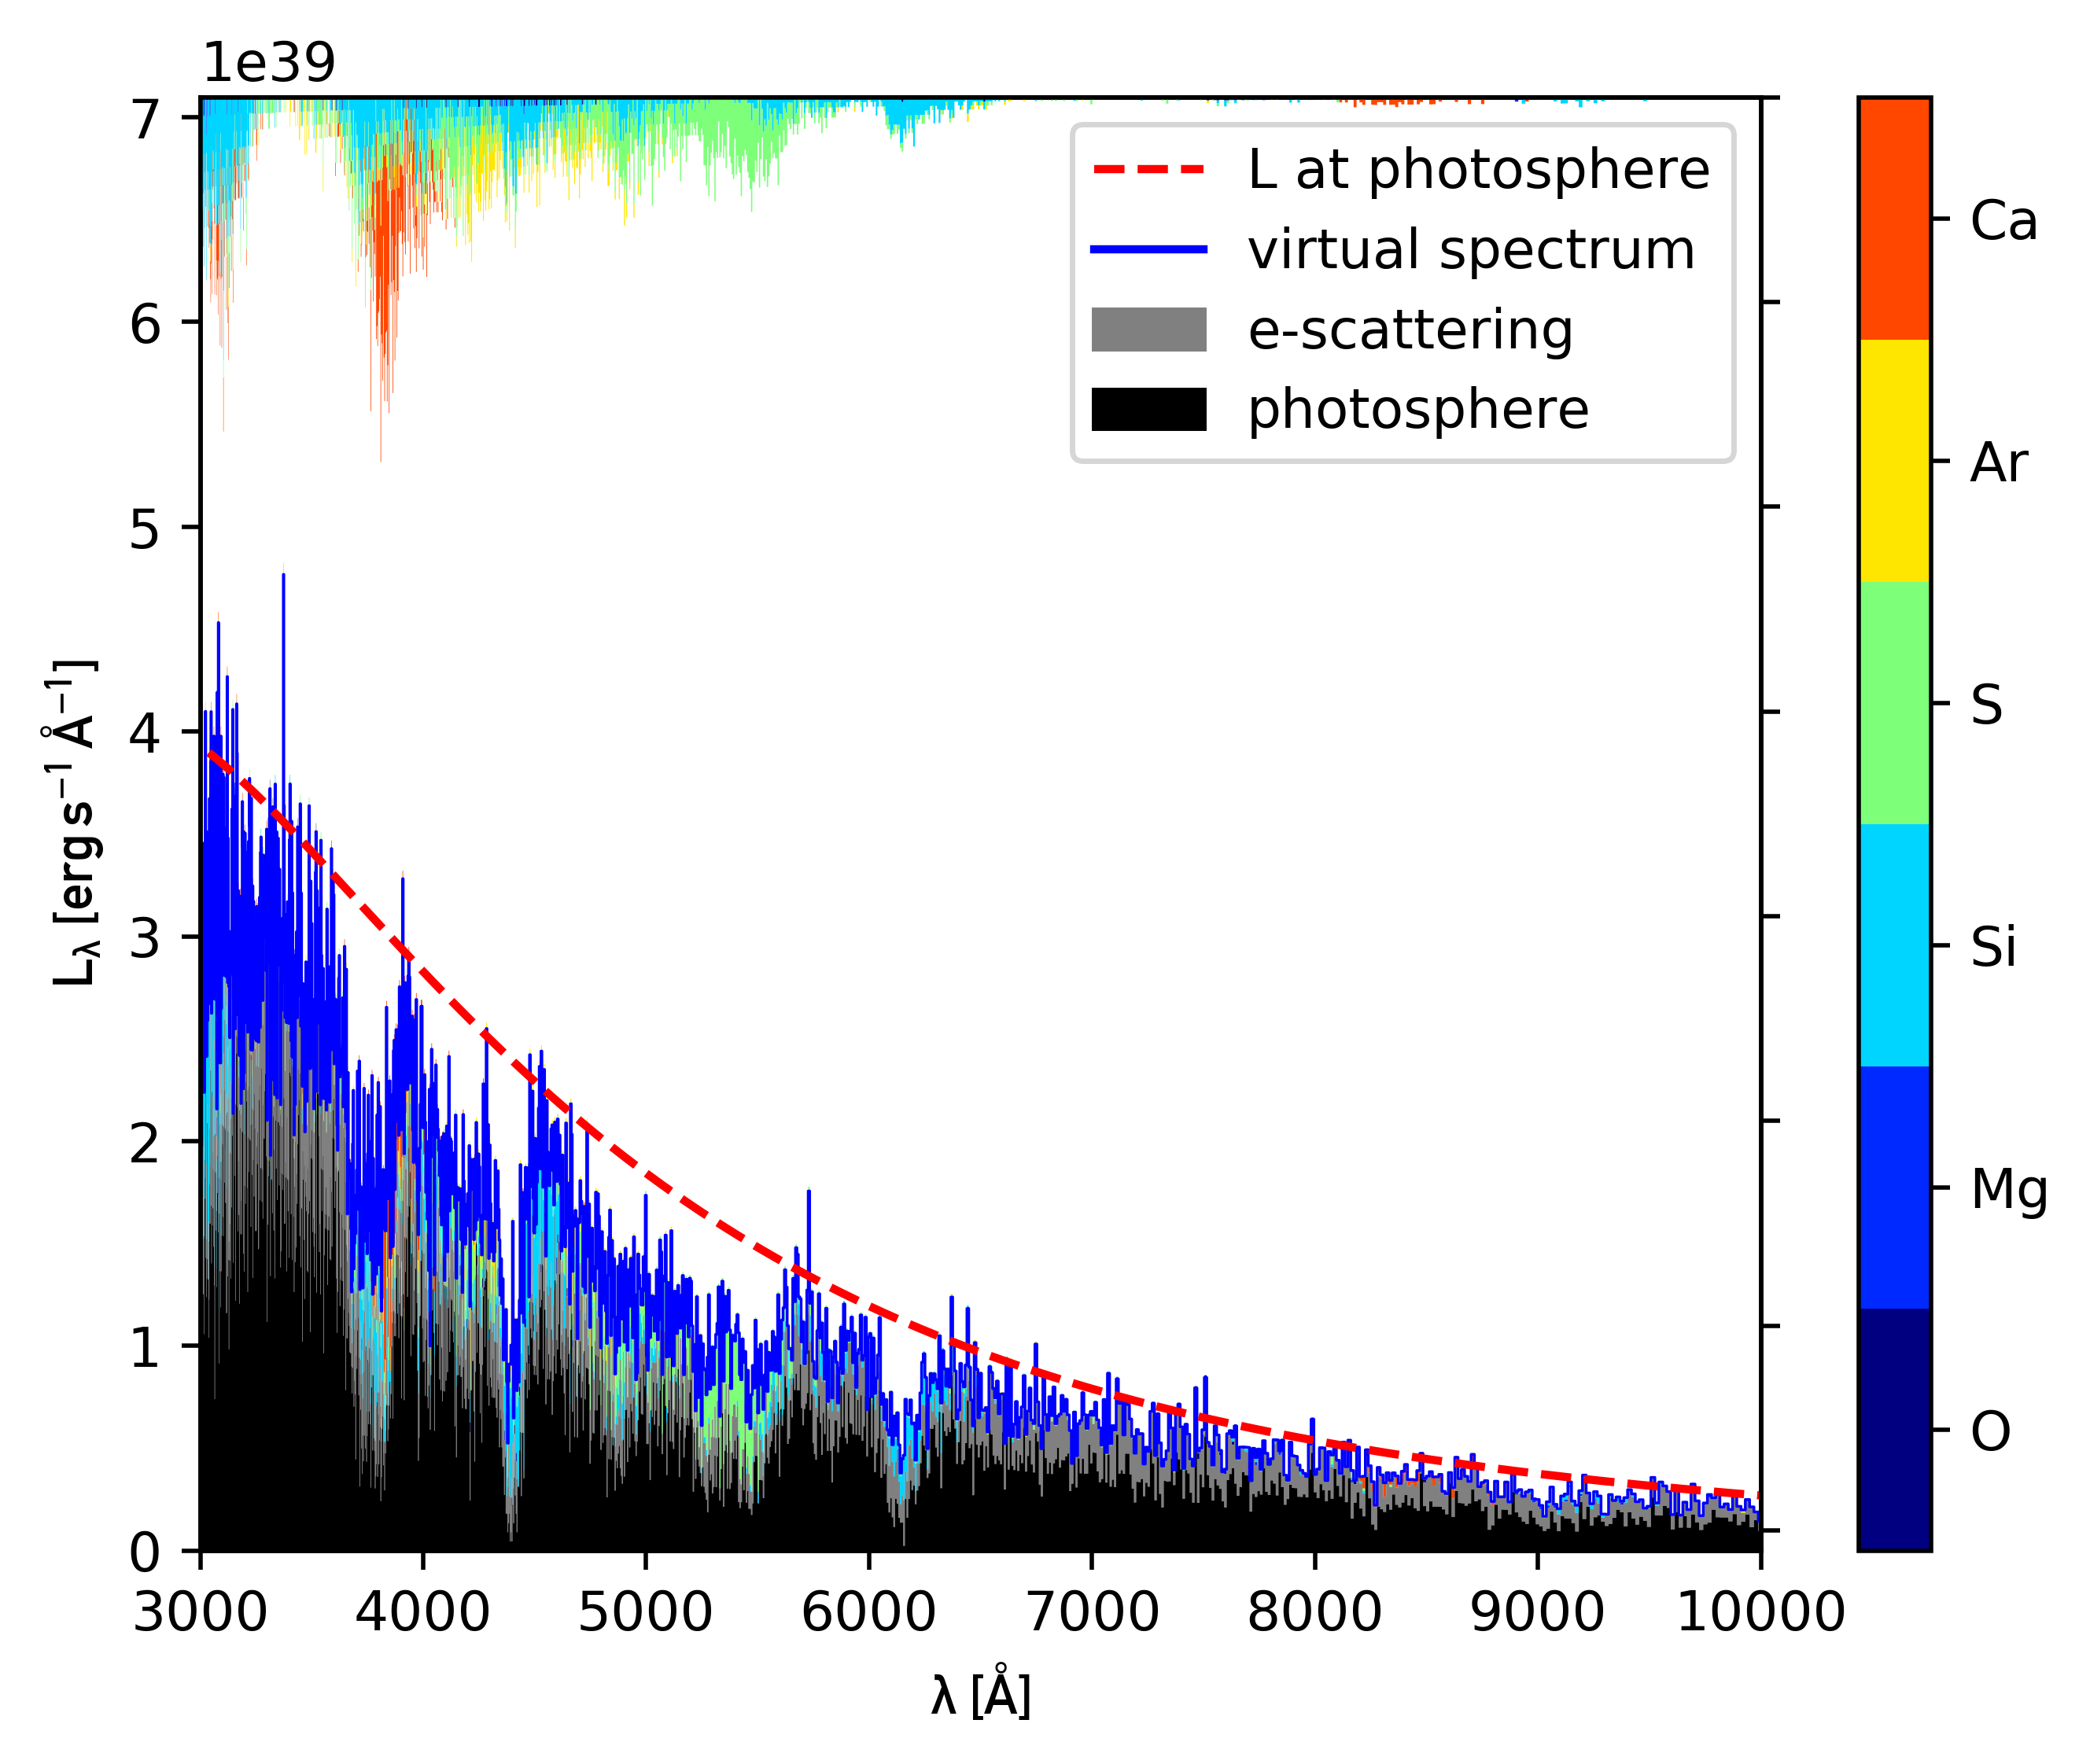 1e39
7
6
5
4
3
2
1
0
L_λ [erg s⁻¹ Å⁻¹]
3000 4000 5000 6000 7000 8000 9000 10000
λ [Å]
L at photosphere
virtual spectrum
e-scattering
photosphere
Ca
Ar
S
Si
Mg
O